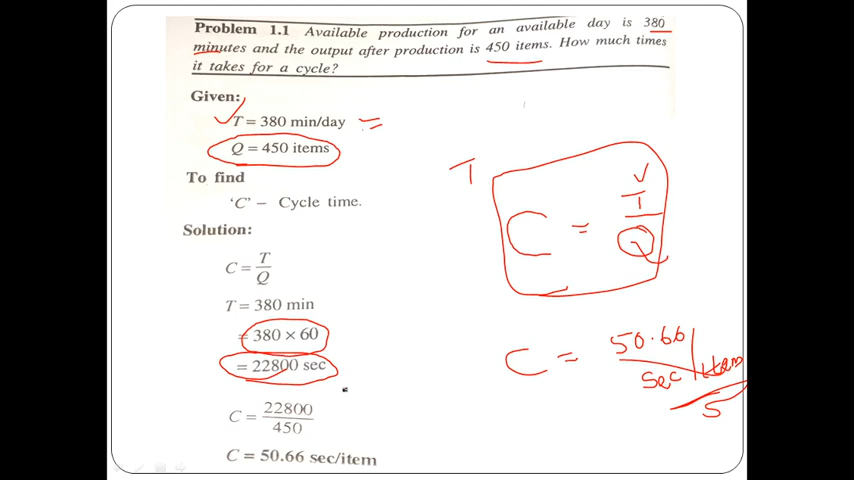 Problem 1.1 Available production for an available day is 380
minutes and the output after production is 450 items. How much times
it takes for a cycle?
Given:
T = 380 min/day =
Q = 450 items
To find
'C' – Cycle time.
Solution:
C = T/Q
T = 380 min
= 380 × 60
= 22800 sec
C = 22800/450
C = 50.66 sec/item
T
C = T/Q
C = 50.66
sec/item
5